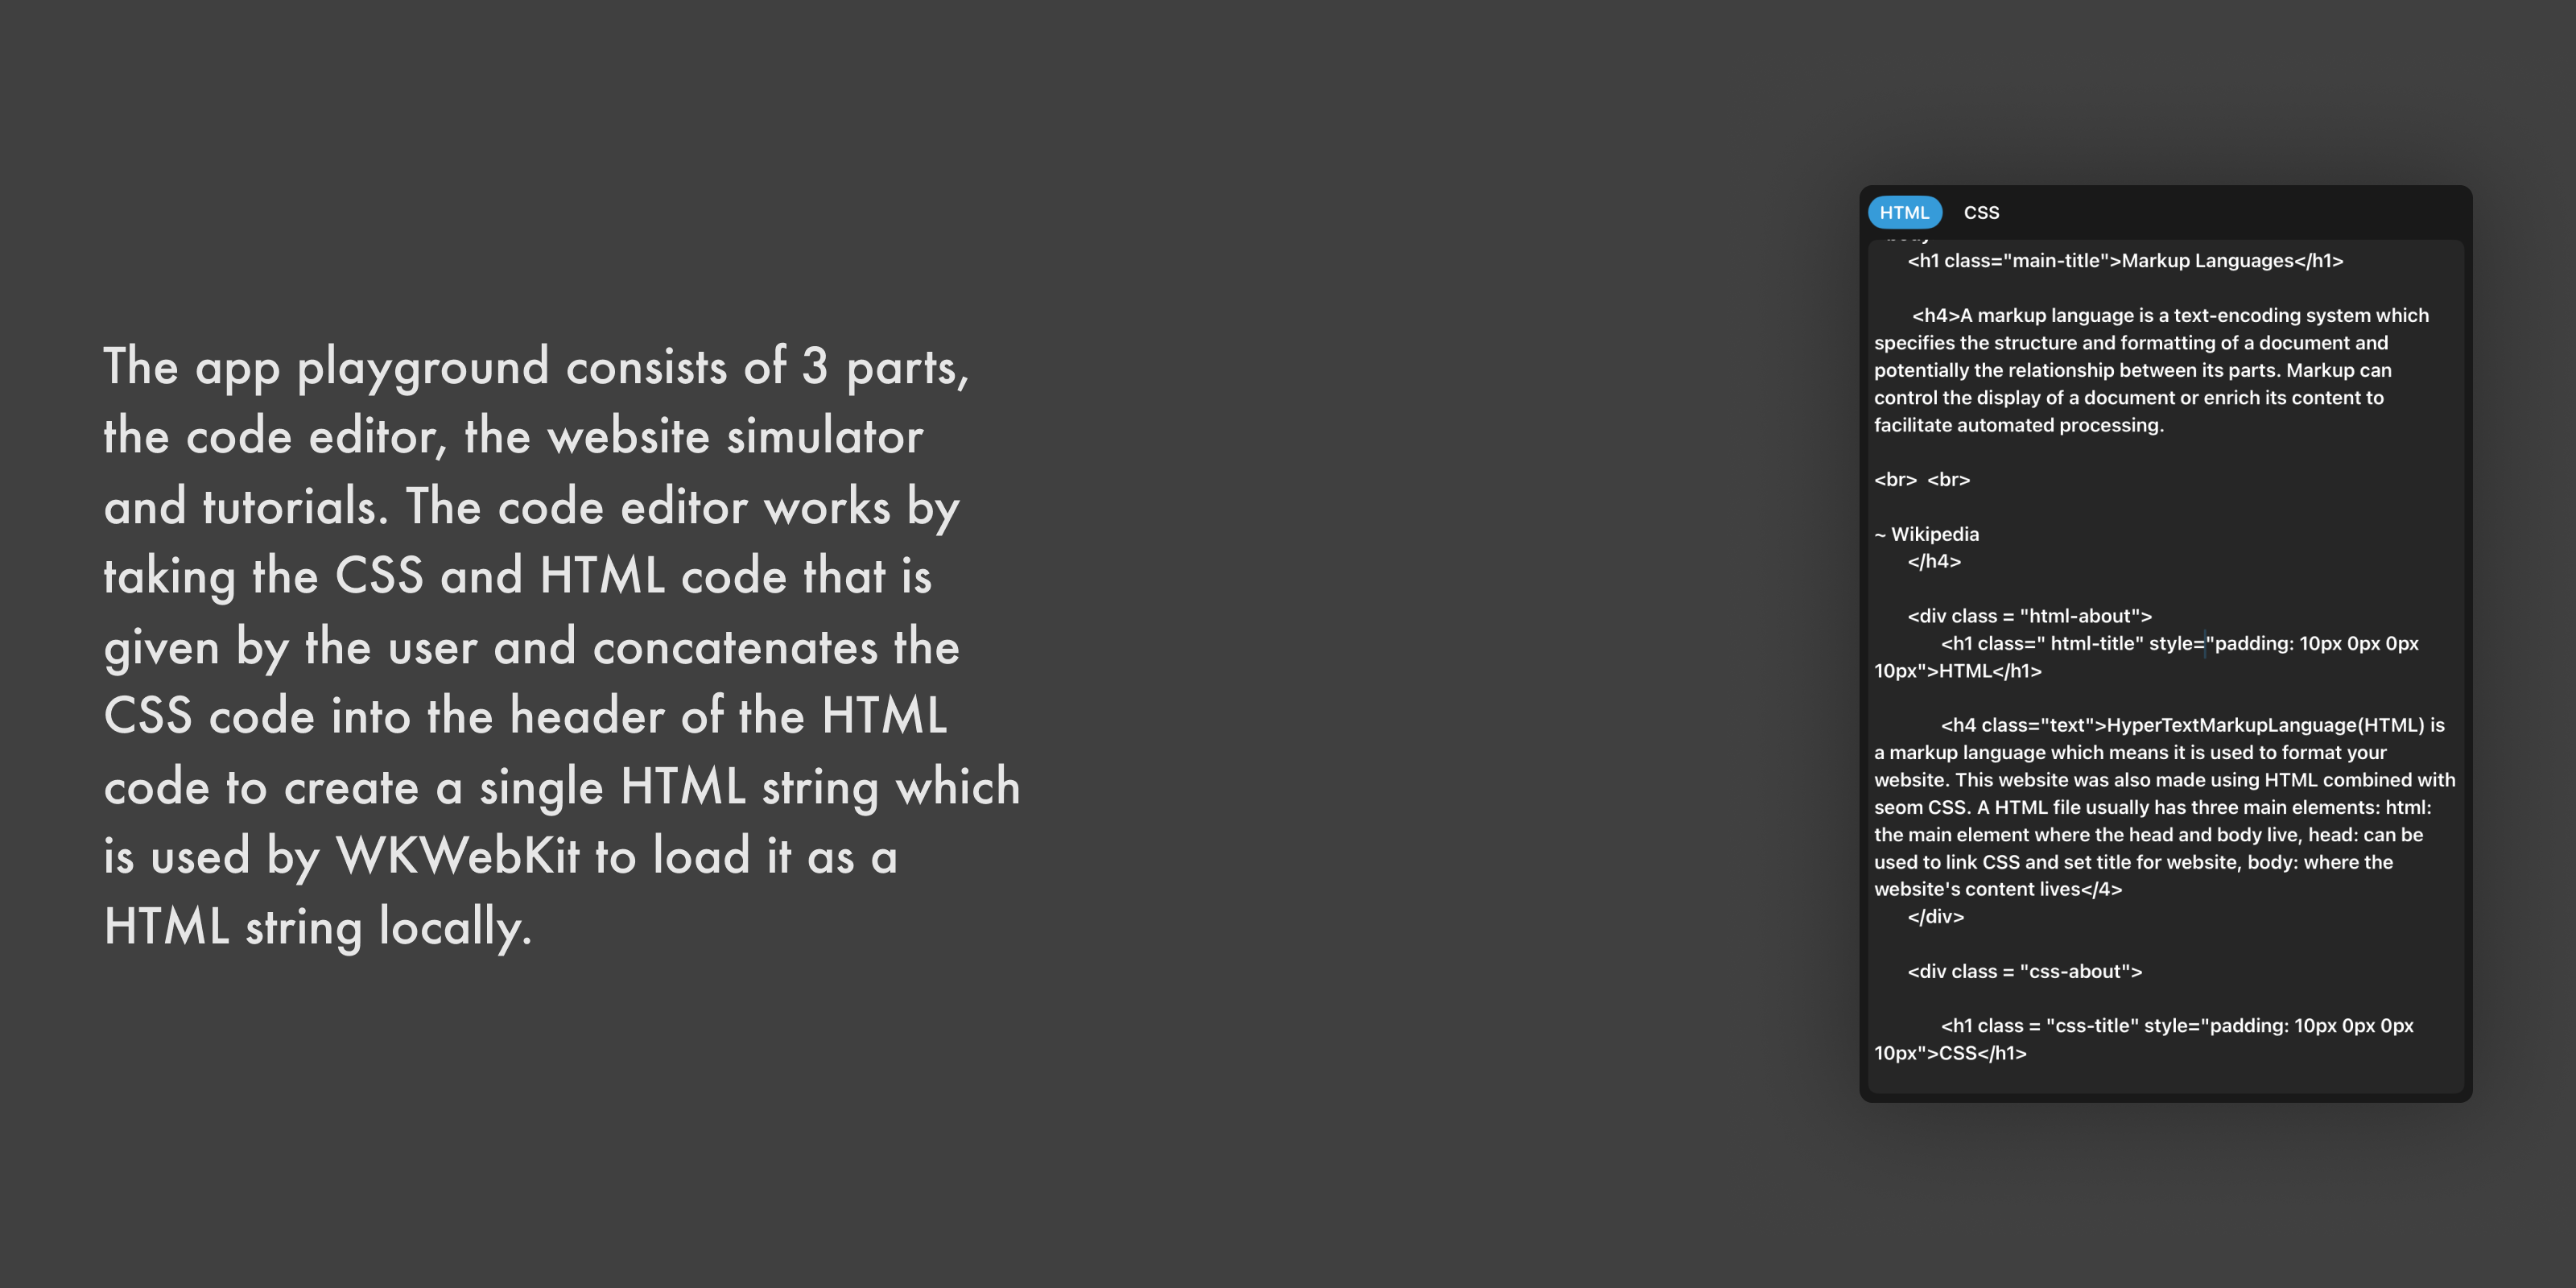 The app playground consists of 3 parts,
the code editor, the website simulator
and tutorials. The code editor works by
taking the CSS and HTML code that is
given by the user and concatenates the
CSS code into the header of the HTML
code to create a single HTML string which
is used by WKWebKit to load it as a
HTML string locally.
HTML CSS
<h1 class="main-title">Markup Languages</h1>
<h4>A markup language is a text-encoding system which
specifies the structure and formatting of a document and
potentially the relationship between its parts. Markup can
control the display of a document or enrich its content to
facilitate automated processing.
<br> <br>
~ Wikipedia
</h4>
<div class = "html-about">
<h1 class=" html-title" style="padding: 10px 0px 0px
10px">HTML</h1>
<h4 class="text">HyperTextMarkupLanguage(HTML) is
a markup language which means it is used to format your
website. This website was also made using HTML combined with
seom CSS. A HTML file usually has three main elements: html:
the main element where the head and body live, head: can be
used to link CSS and set title for website, body: where the
website's content lives</4>
</div>
<div class = "css-about">
<h1 class = "css-title" style="padding: 10px 0px 0px
10px">CSS</h1>